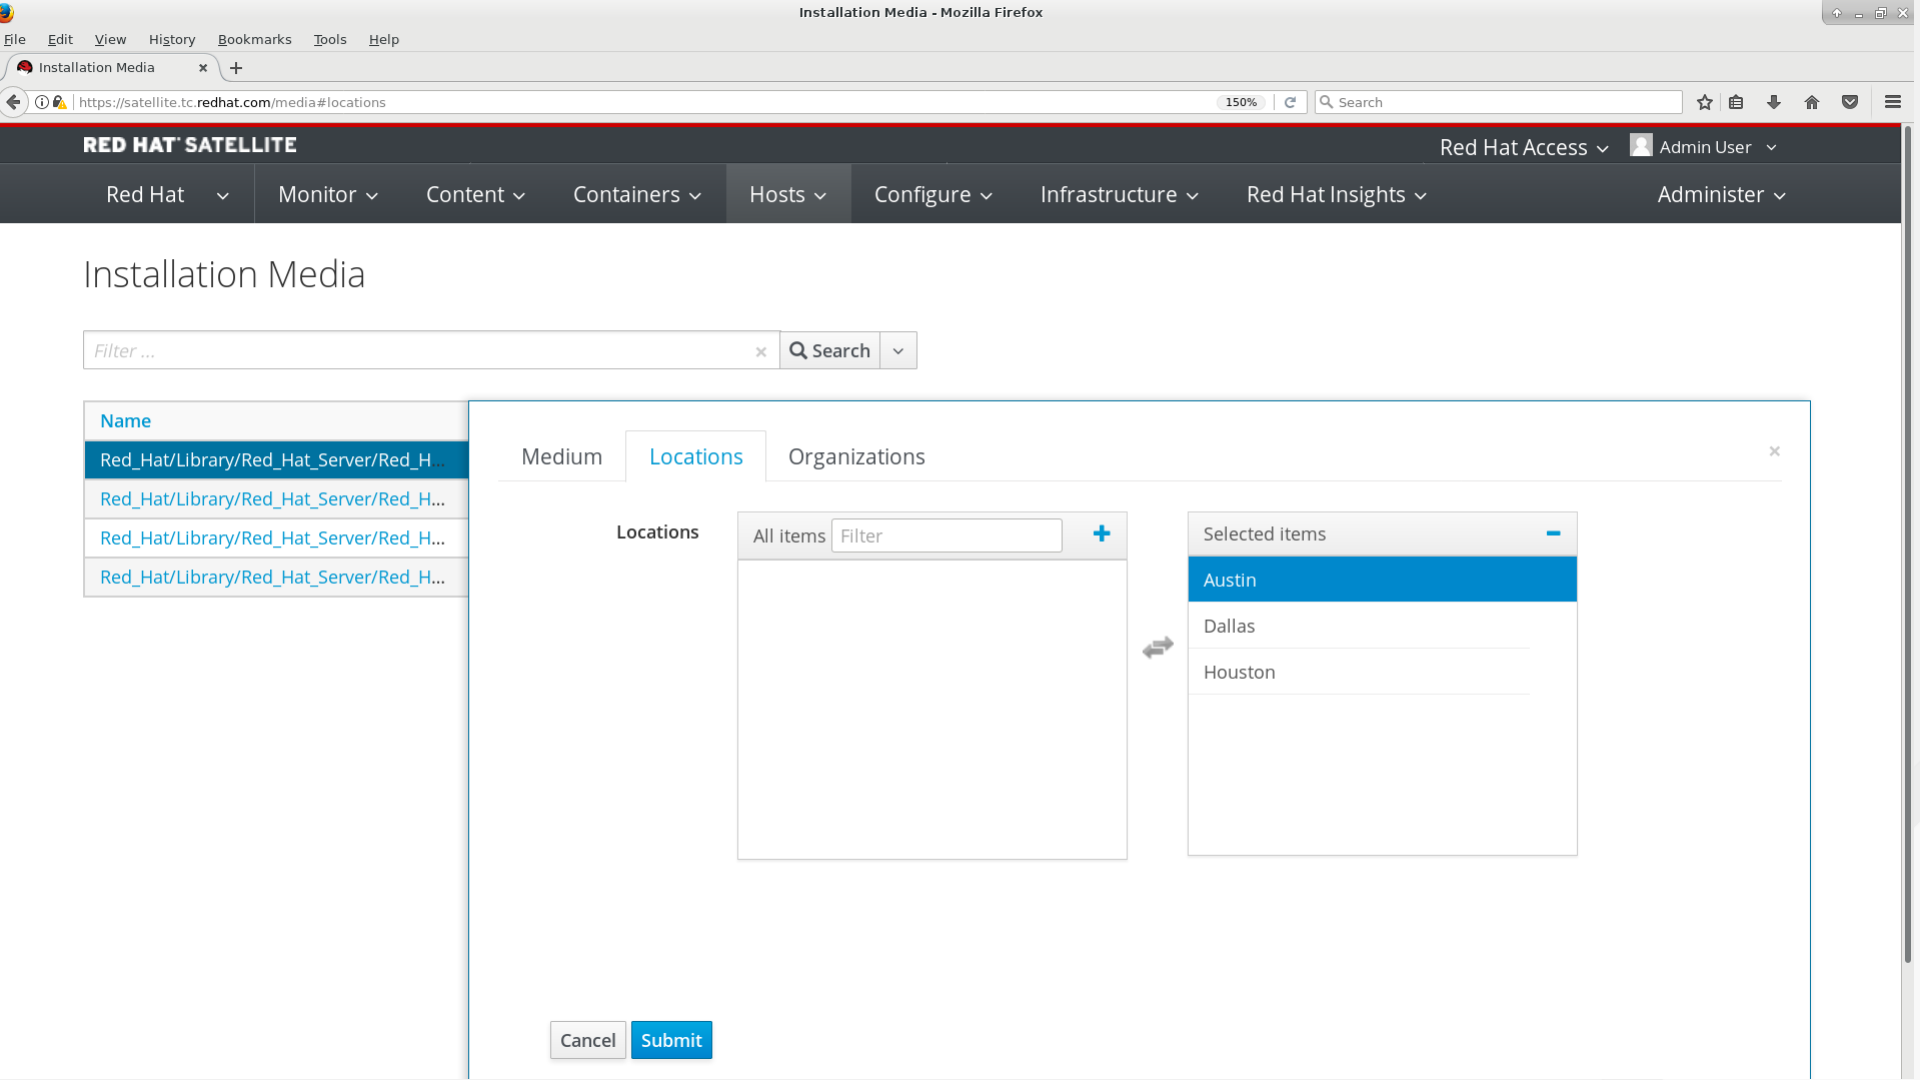 Installation Media - Mozilla Firefox
File Edit View History Bookmarks Tools Help
Installation Media
https://satellite.tc.redhat.com/media#locations 150% Search
RED HAT SATELLITE Red Hat Access Admin User
Red Hat Monitor Content Containers Hosts Configure Infrastructure Red Hat Insights Administer
Installation Media
Filter ... Search
Name
Red_Hat/Library/Red_Hat_Server/Red_H...
Red_Hat/Library/Red_Hat_Server/Red_H...
Red_Hat/Library/Red_Hat_Server/Red_H...
Red_Hat/Library/Red_Hat_Server/Red_H...
Medium Locations Organizations
Locations All items Filter Selected items
Austin
Dallas
Houston
Cancel Submit